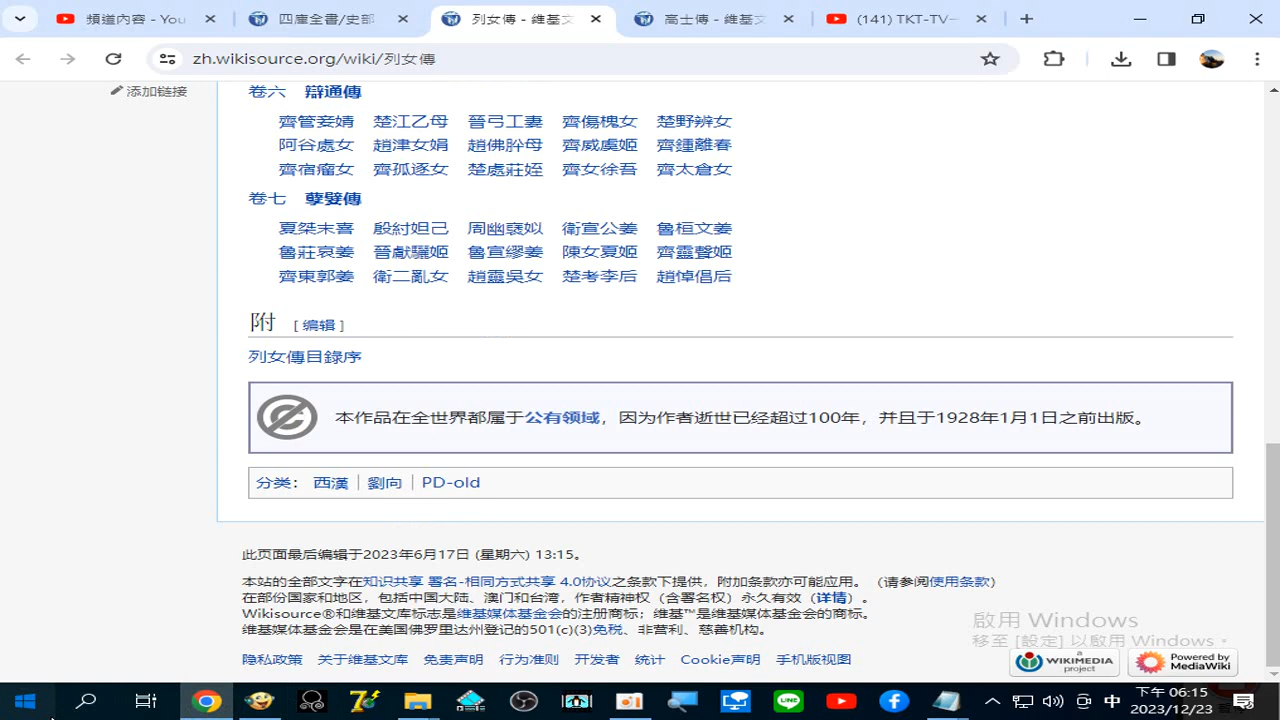 頻道內容 - You
四庫全書/史部
列女傳 - 維基文
高士傳 - 維基文
(141) TKT-TV-
zh.wikisource.org/wiki/列女傳
添加链接
卷六 辯通傳
齊管妾婧 楚江乙母 晉弓工妻 齊傷槐女 楚野辨女
阿谷處女 趙津女娟 趙佛肸母 齊威虞姬 齊鍾離春
齊宿瘤女 齊孤逐女 楚處莊姪 齊女徐吾 齊太倉女
卷七 孽嬖傳
夏桀末喜 殷紂妲己 周幽褒姒 衛宣公姜 魯桓文姜
魯莊哀姜 晉獻驪姬 魯宣繆姜 陳女夏姬 齊靈聲姬
齊東郭姜 衛二亂女 趙靈吳女 楚考李后 趙悼倡后
附 [ 编辑 ]
列女傳目錄序
本作品在全世界都属于公有领域，因为作者逝世已经超过100年，并且于1928年1月1日之前出版。
分类： 西漢 | 劉向 | PD-old
此页面最后编辑于2023年6月17日 (星期六) 13:15。
本站的全部文字在知识共享 署名-相同方式共享 4.0协议之条款下提供，附加条款亦可能应用。 （请参阅使用条款）
在部份国家和地区，包括中国大陆、澳门和台湾，作者精神权（含署名权）永久有效（详情）。
Wikisource®和维基文库标志是维基媒体基金会的注册商标；维基™是维基媒体基金会的商标。
维基媒体基金会是在美国佛罗里达州登记的501(c)(3)免税、非营利、慈善机构。
啟用 Windows
移至 [設定] 以啟用 Windows。
隐私政策 关于维基文库 免责声明 行为准则 开发者 统计 Cookie声明 手机版视图
a
WIKIMEDIA
project
Powered by
MediaWiki
中
下午 06:15
2023/12/23